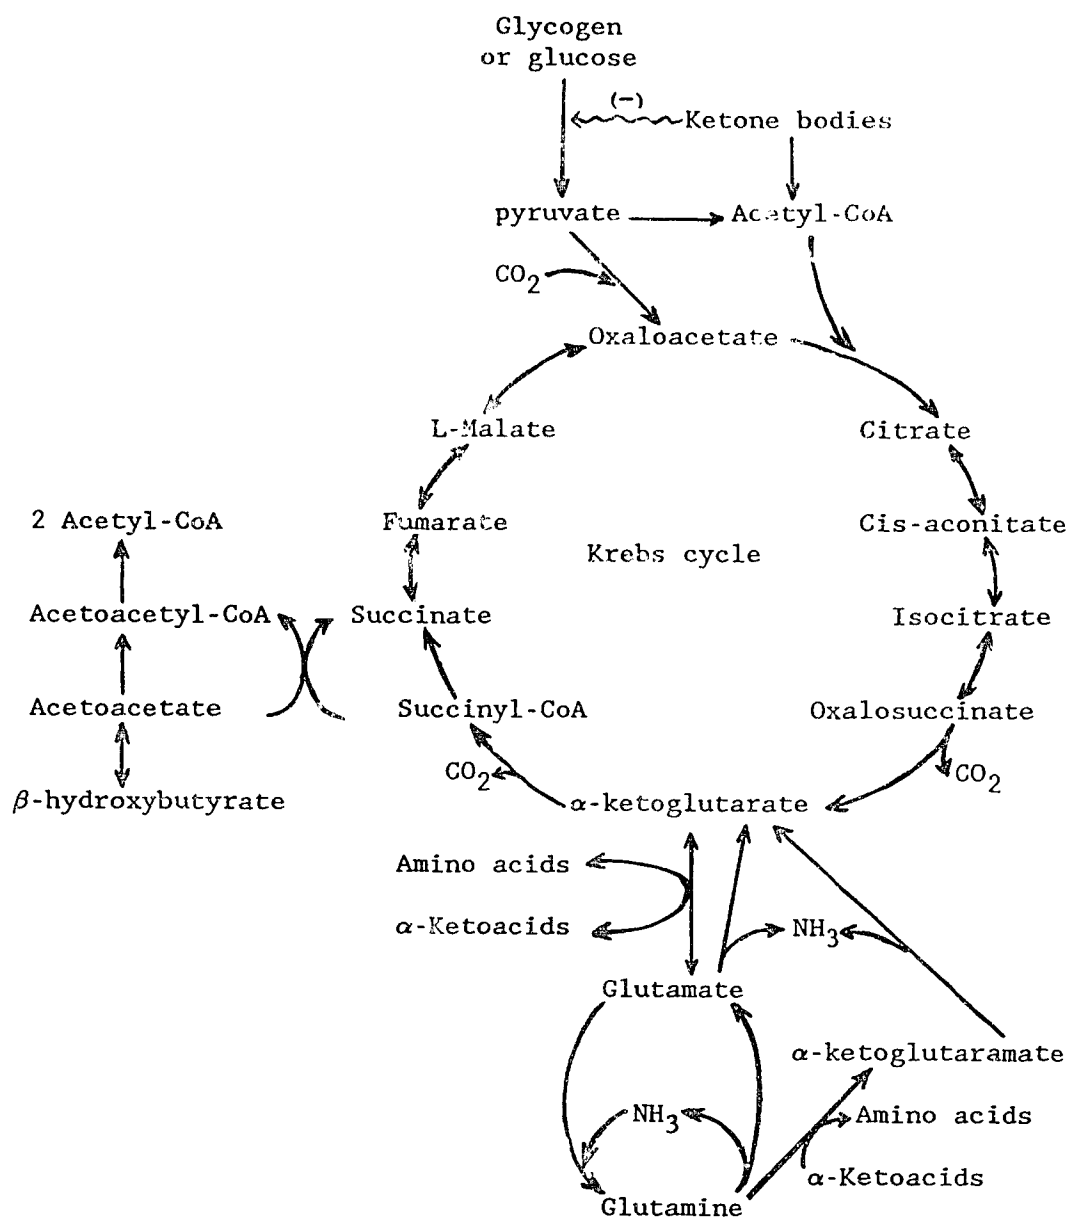 Glycogen
or glucose
(-)
Ketone bodies
pyruvate
Acetyl-CoA
CO2
Oxaloacetate
L-Malate
Citrate
2 Acetyl-CoA
Fumarate
Cis-aconitate
Krebs cycle
Acetoacetyl-CoA
Succinate
Isocitrate
Acetoacetate
Succinyl-CoA
Oxalosuccinate
CO2
CO2
β-hydroxybutyrate
α-ketoglutarate
Amino acids
α-Ketoacids
NH3
Glutamate
α-ketoglutaramate
NH3
Amino acids
α-Ketoacids
Glutamine